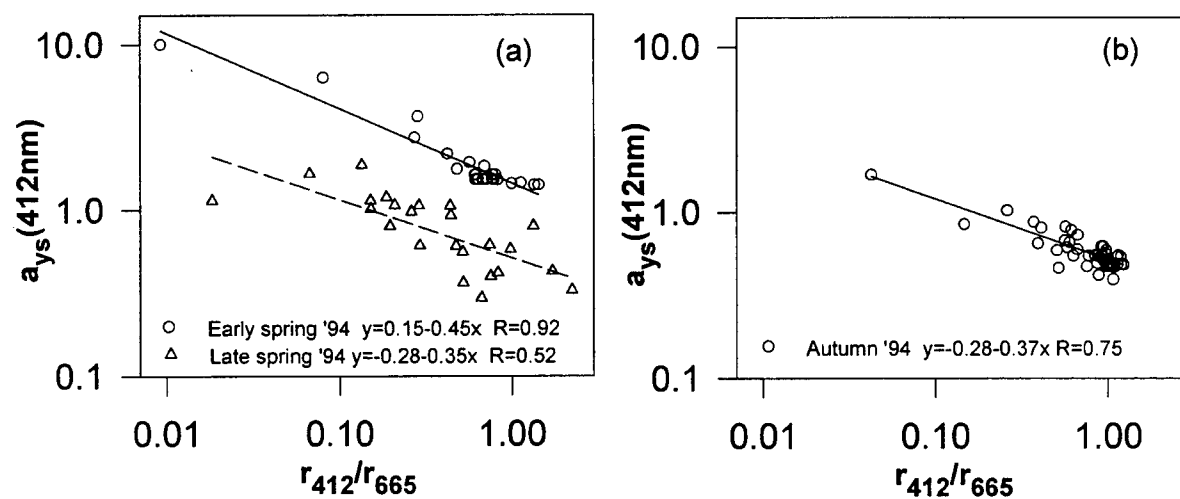 (a)
10.0
1.0
0.1
a_ys(412nm)
Early spring '94 y=0.15-0.45x R=0.92
Late spring '94 y=-0.28-0.35x R=0.52
0.01 0.10 1.00
r_412/r_665
(b)
10.0
1.0
0.1
a_ys(412nm)
Autumn '94 y=-0.28-0.37x R=0.75
0.01 0.10 1.00
r_412/r_665